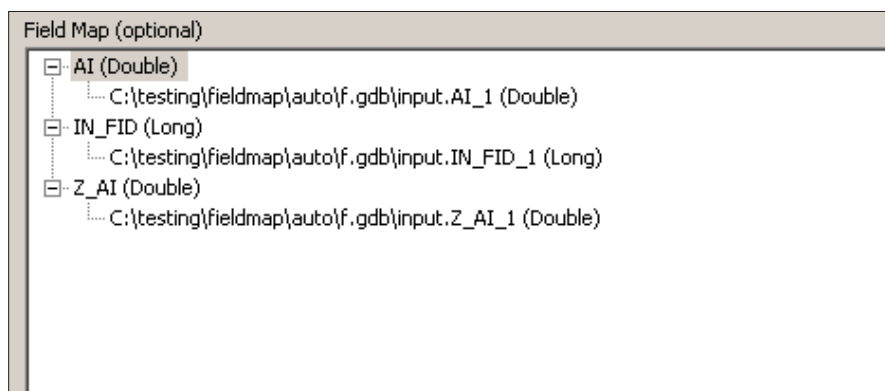 Field Map (optional)
AI (Double)
C:\testing\fieldmap\auto\f.gdb\input.AI_1 (Double)
IN_FID (Long)
C:\testing\fieldmap\auto\f.gdb\input.IN_FID_1 (Long)
Z_AI (Double)
C:\testing\fieldmap\auto\f.gdb\input.Z_AI_1 (Double)